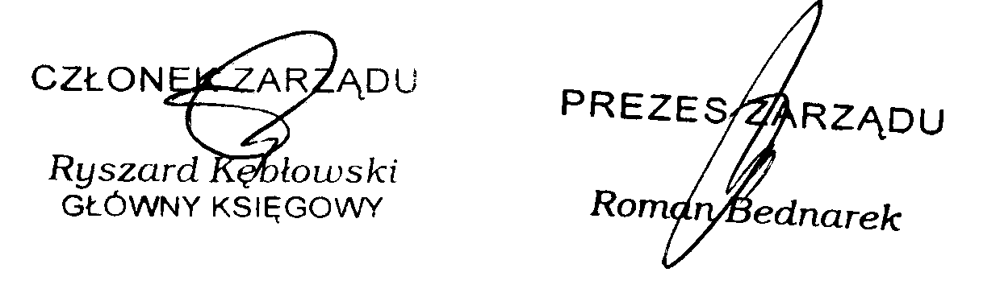 CZŁONEK ZARZĄDU
Ryszard Kębłowski
GŁÓWNY KSIĘGOWY
PREZES ZARZĄDU
Roman Bednarek